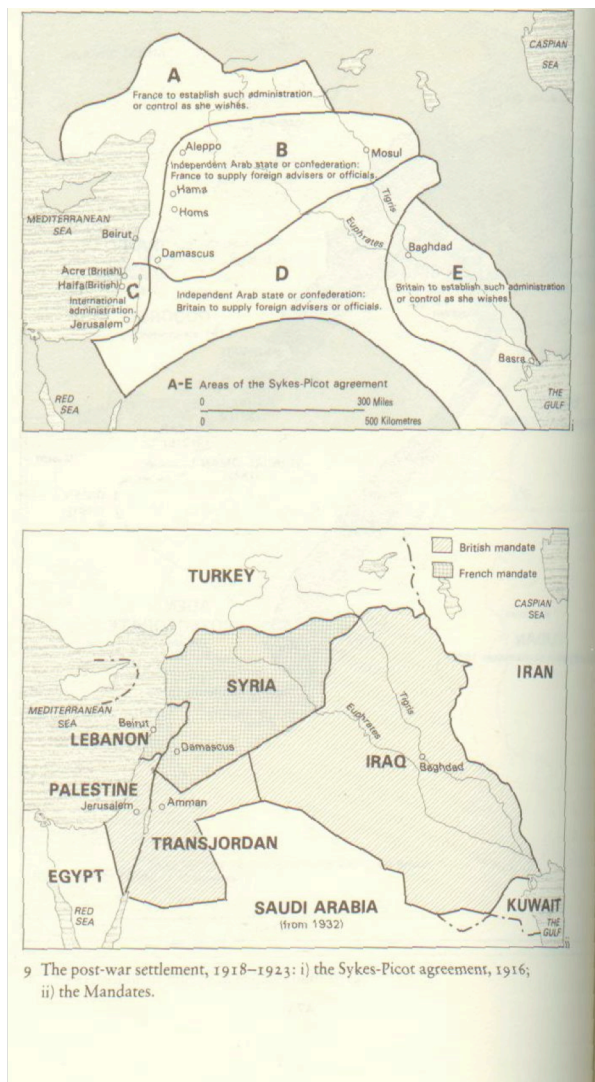 CASPIAN
SEA
A
France to establish such administration
or control as she wishes.
Aleppo
B
Mosul
Independent Arab state or confederation:
France to supply foreign advisers or officials.
Hama
Homs
Tigris
MEDITERRANEAN
SEA
Beirut
Euphrates
Baghdad
Damascus
Acre (British)
Haifa (British)
C
International
administration.
Jerusalem
D
Independent Arab state or confederation:
Britain to supply foreign advisers or officials.
E
Britain to establish such administration
or control as she wishes
Basra
A-E Areas of the Sykes-Picot agreement
0 300 Miles
0 500 Kilometres
RED
SEA
THE
GULF
i
British mandate
French mandate
TURKEY
CASPIAN
SEA
IRAN
SYRIA
MEDITERRANEAN
SEA
Beirut
LEBANON
Damascus
Euphrates
Tigris
IRAQ
Baghdad
PALESTINE
Jerusalem
Amman
TRANSJORDAN
EGYPT
RED
SEA
SAUDI ARABIA
(from 1932)
KUWAIT
THE
GULF
ii
9 The post-war settlement, 1918–1923: i) the Sykes-Picot agreement, 1916;
ii) the Mandates.